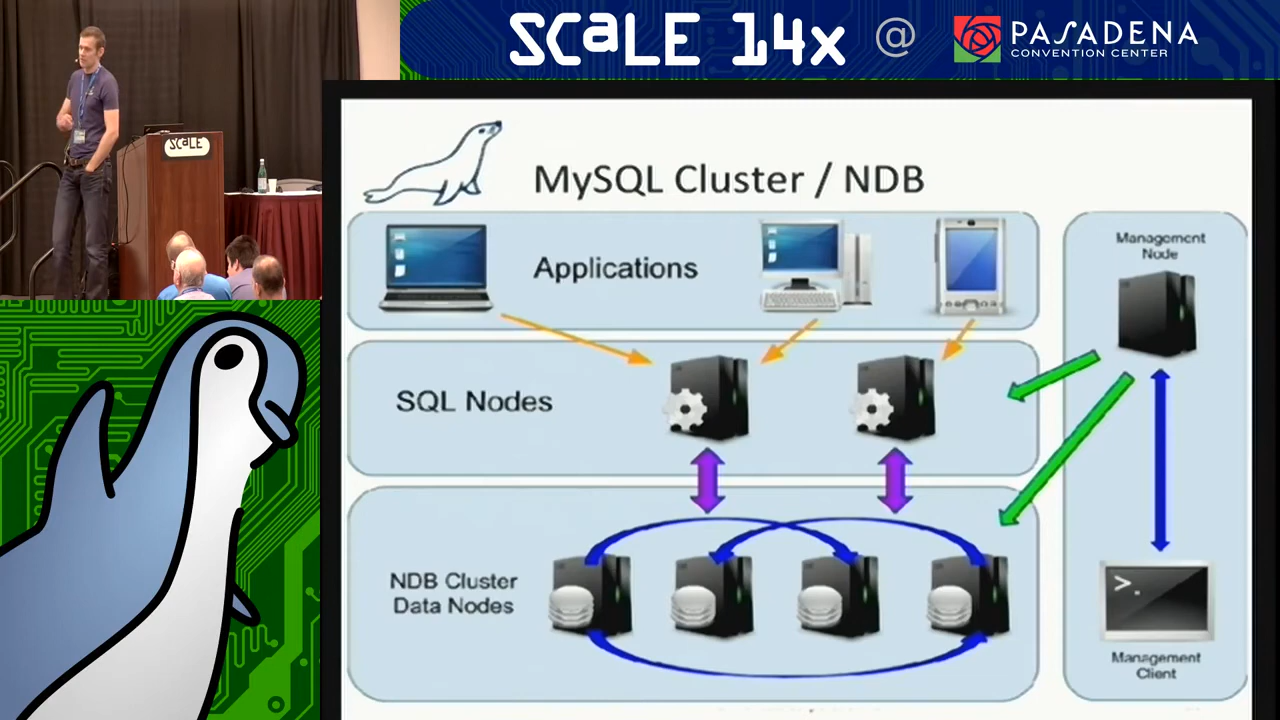 SCaLE 14x @ PASADENA
CONVENTION CENTER
SCaLE
MySQL Cluster / NDB
Applications
Management
Node
SQL Nodes
NDB Cluster
Data Nodes
>_
Management
Client